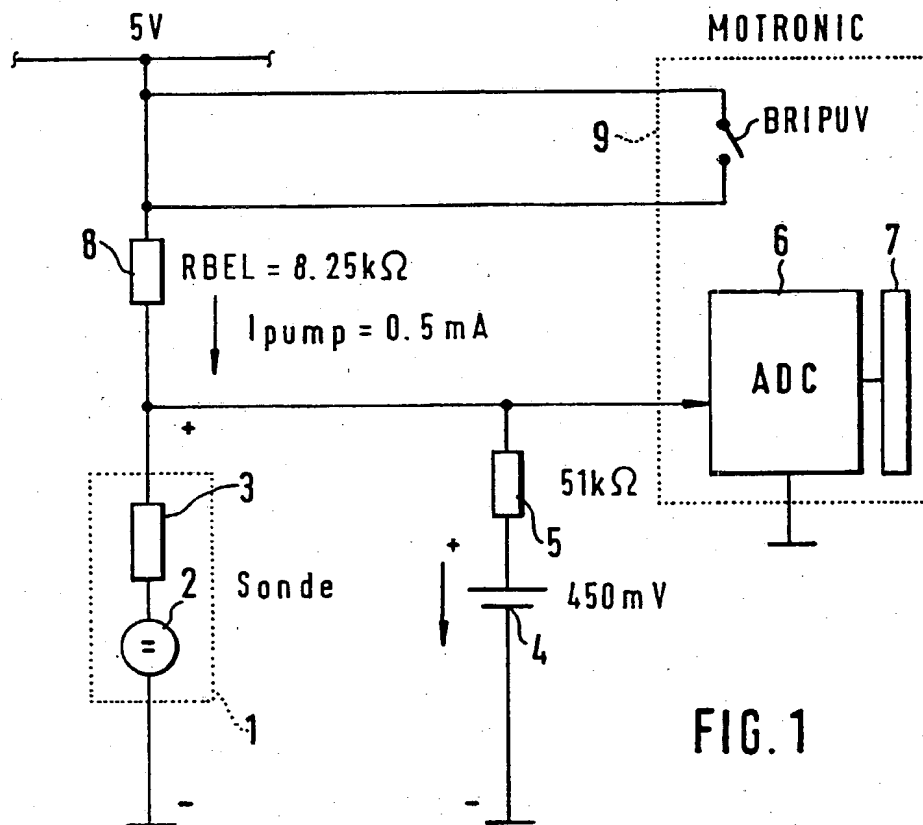 5V
MOTRONIC
9
BRIPUV
8
RBEL = 8.25kΩ
6
7
Ipump = 0.5mA
ADC
+
3
51kΩ
5
+
2
Sonde
450mV
=
4
1
FIG. 1
-
-